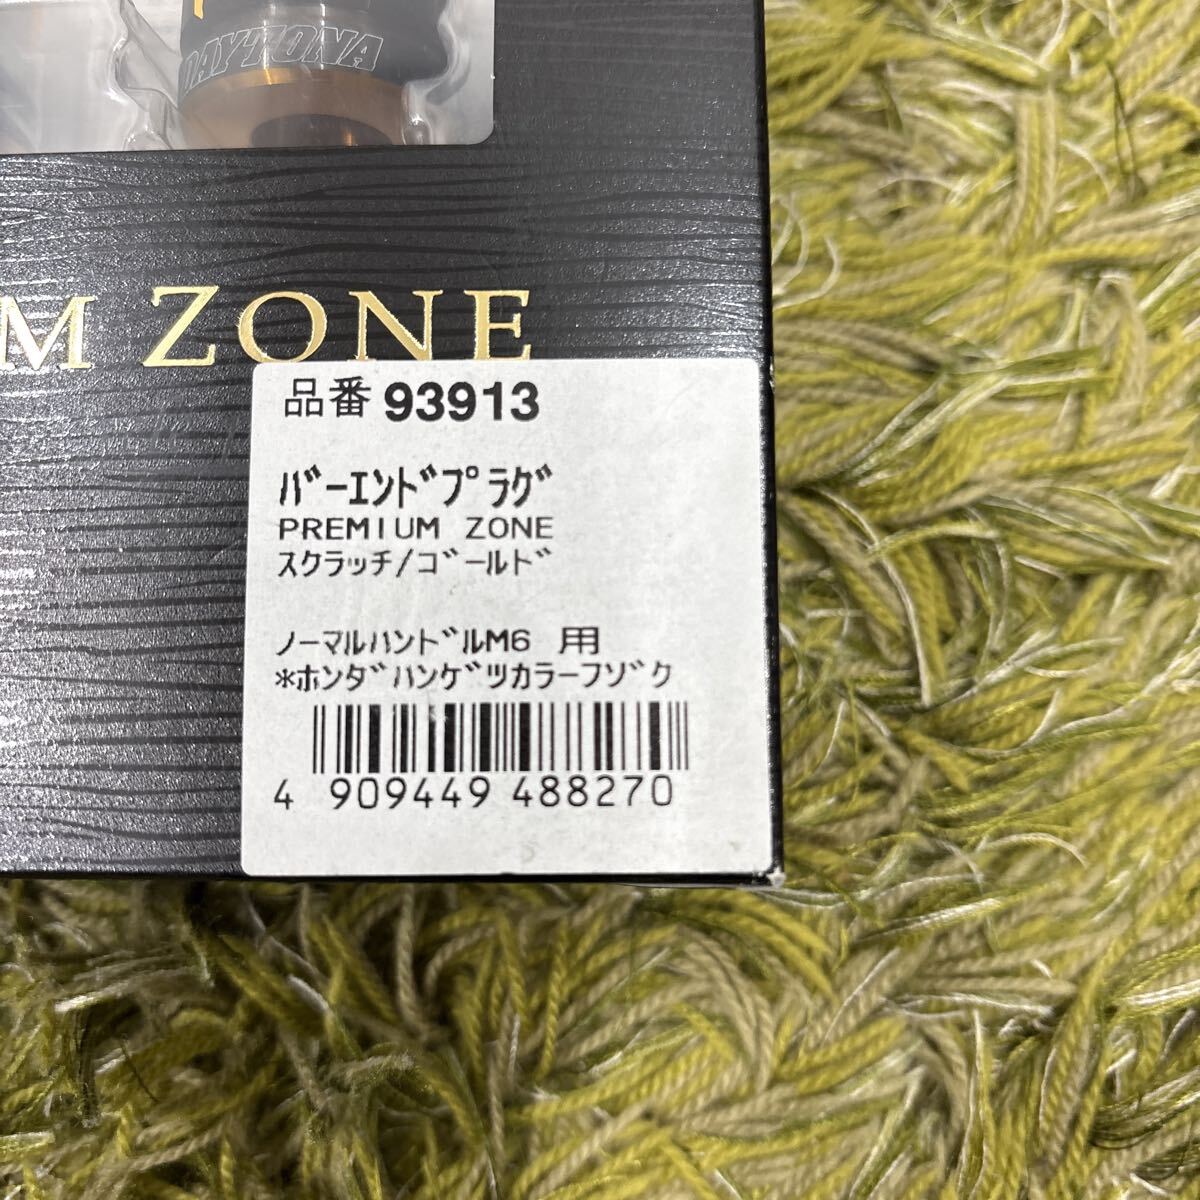 DAYTONA
M ZONE
品番 93913
ﾊﾞｰｴﾝﾄﾞﾌﾟﾗｸﾞ
PREMIUM ZONE
スクラッチ/ゴールド
ノーマルハンドルM6 用
*ホンダハンケﾞツカラーフゾク
4 909449 488270